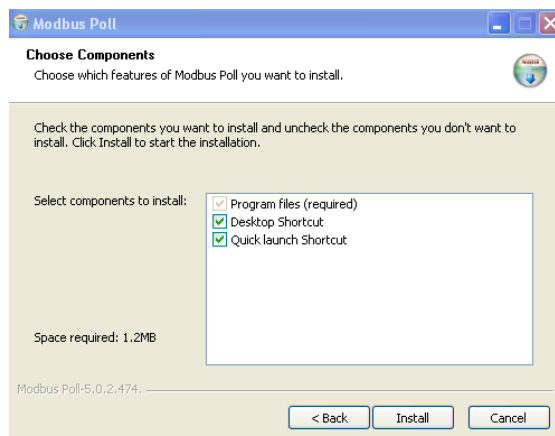 Modbus Poll
Choose Components
Choose which features of Modbus Poll you want to install.
Check the components you want to install and uncheck the components you don't want to
install. Click Install to start the installation.
Select components to install:
Program files (required)
Desktop Shortcut
Quick launch Shortcut
Space required: 1.2MB
Modbus Poll-5.0.2.474.
< Back
Install
Cancel